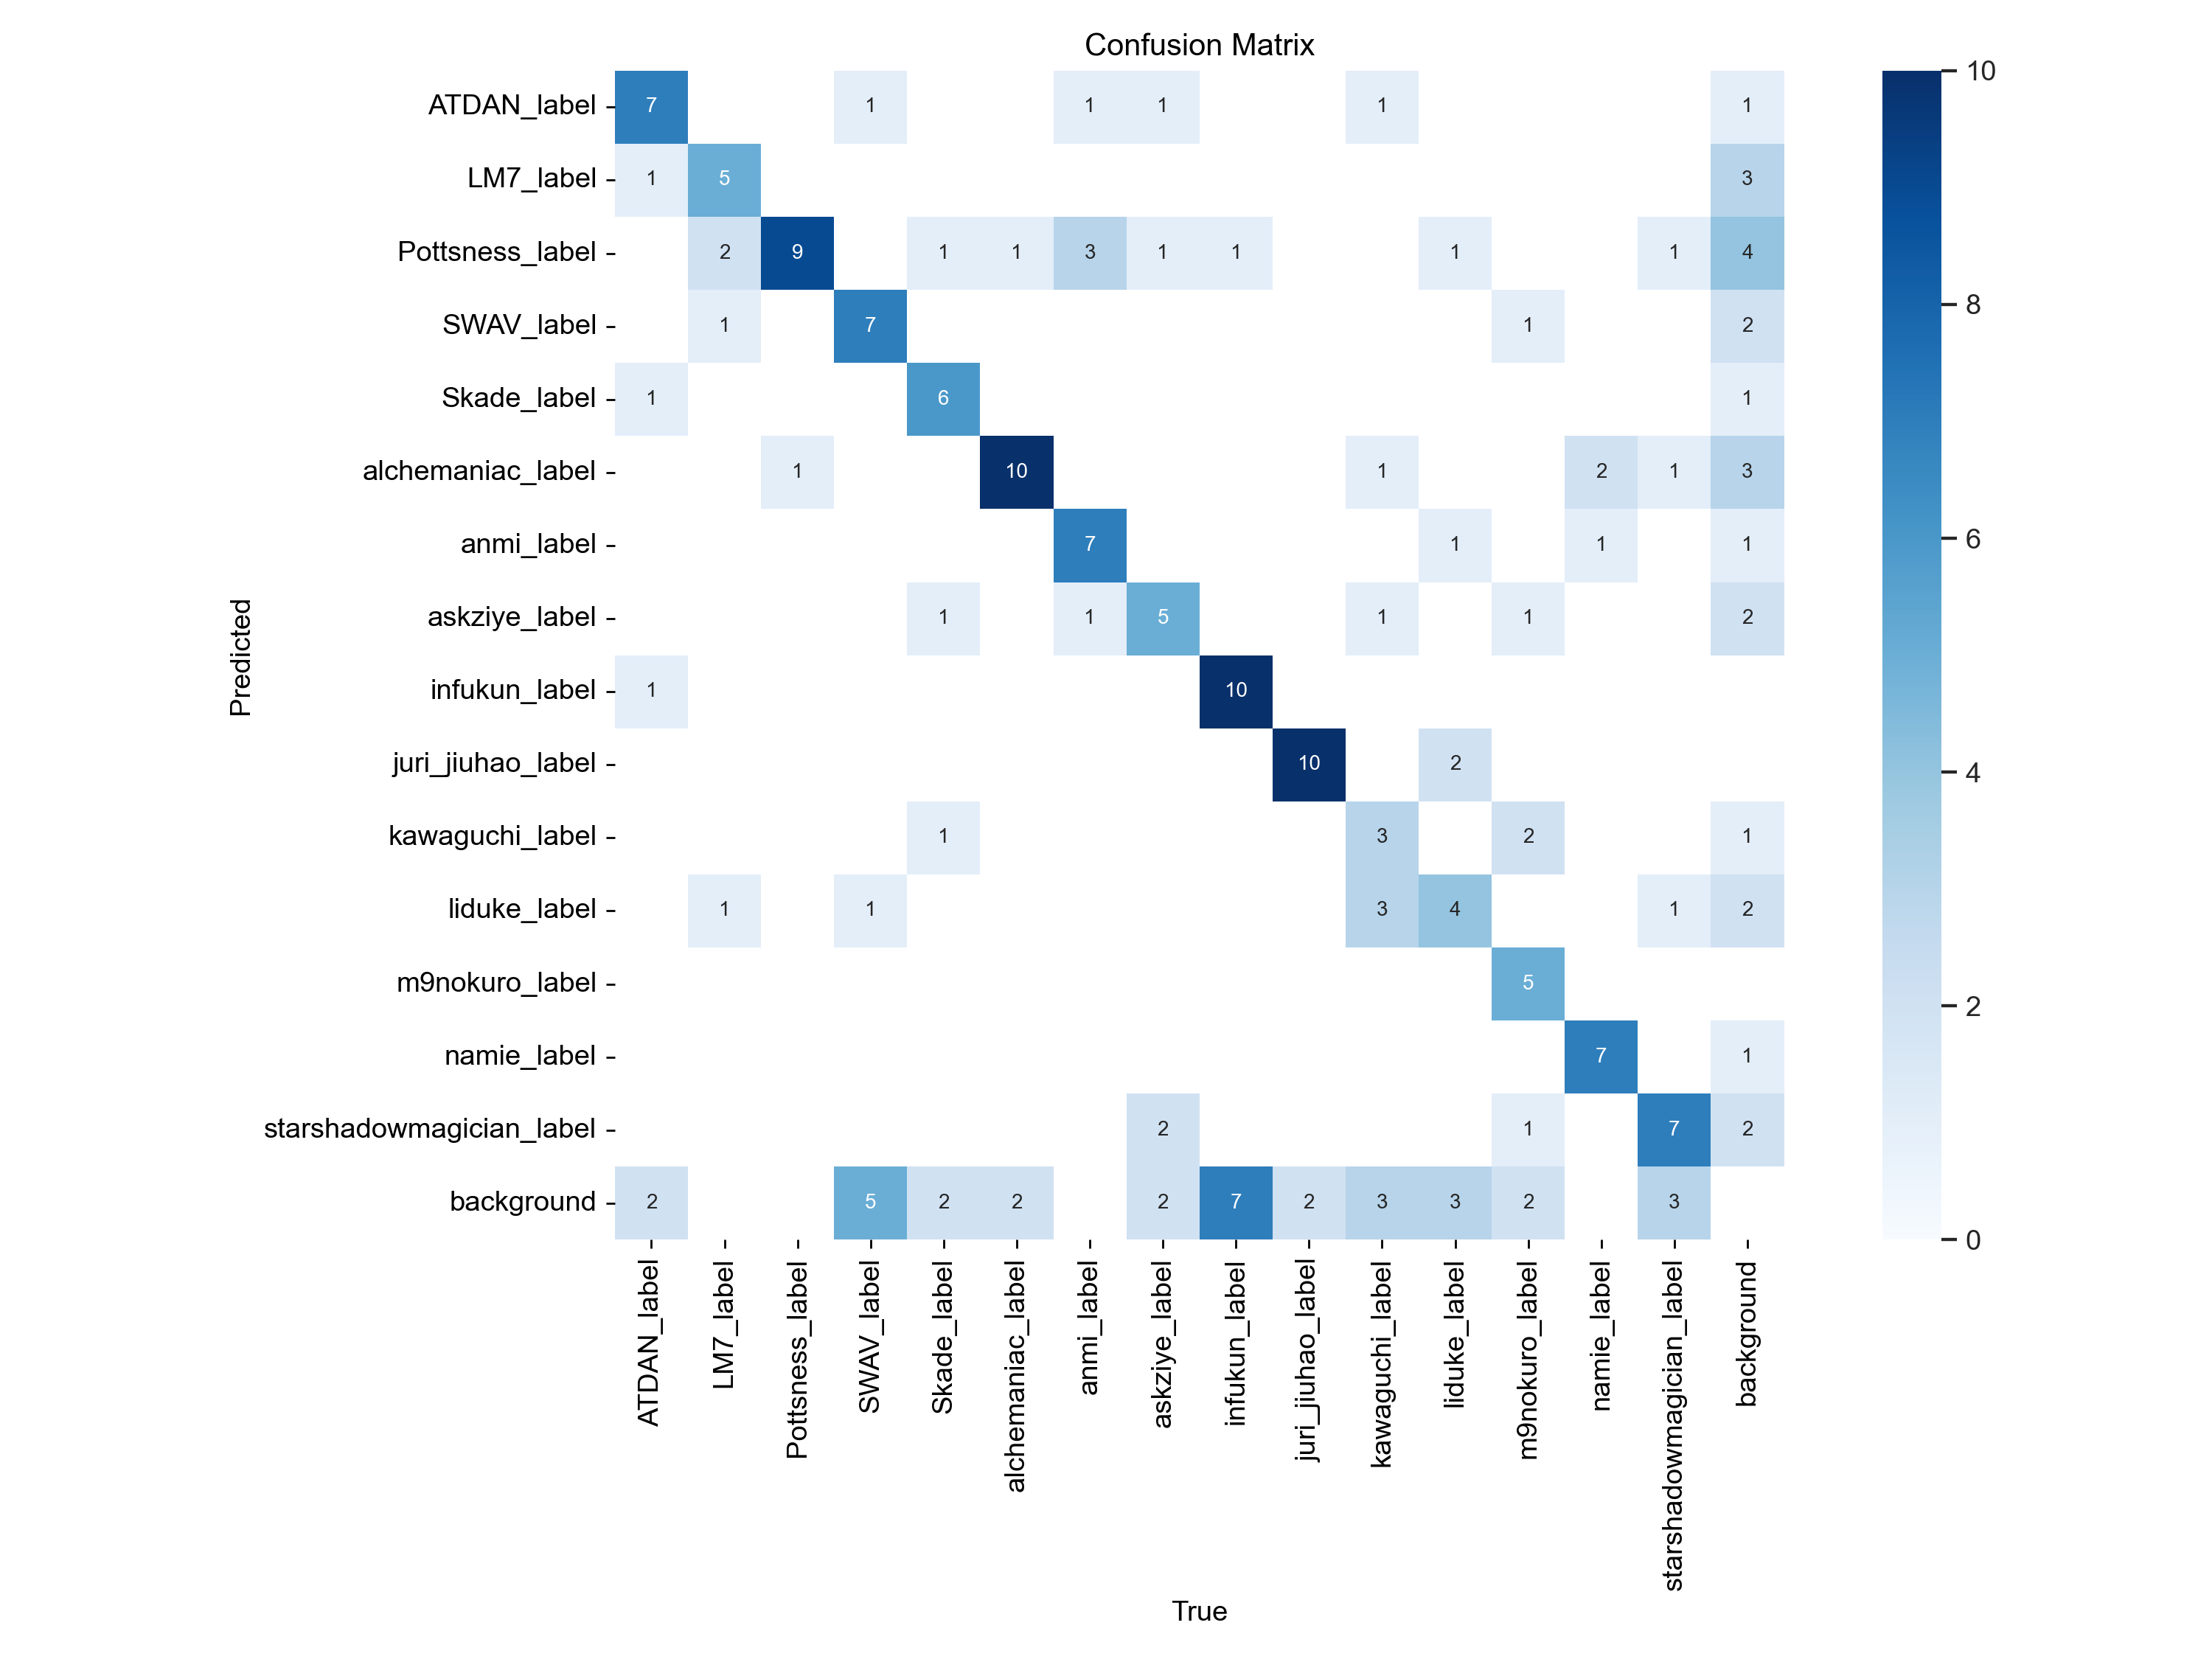 Confusion Matrix
ATDAN_label 7 1 1 1 1 1
LM7_label 1 5 3
Pottsness_label 2 9 1 1 3 1 1 1 1 4
SWAV_label 1 7 1 2
Skade_label 1 6 1
alchemaniac_label 1 10 1 2 1 3
anmi_label 7 1 1 1
askziye_label 1 1 5 1 1 2
infukun_label 1 10
juri_jiuhao_label 10 2
kawaguchi_label 1 3 2 1
liduke_label 1 1 3 4 1 2
m9nokuro_label 5
namie_label 7 1
starshadowmagician_label 2 1 7 2
background 2 5 2 2 2 7 2 3 3 2 3
Predicted
ATDAN_label
LM7_label
Pottsness_label
SWAV_label
Skade_label
alchemaniac_label
anmi_label
askziye_label
infukun_label
juri_jiuhao_label
kawaguchi_label
liduke_label
m9nokuro_label
namie_label
starshadowmagician_label
background
True
10
8
6
4
2
0